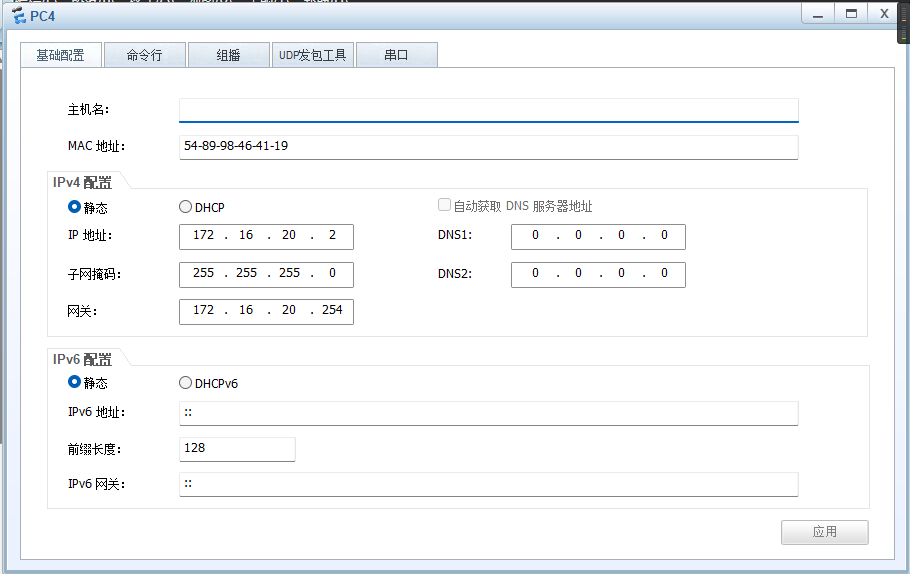 PC4
基础配置 命令行 组播 UDP发包工具 串口
主机名:
MAC 地址: 54-89-98-46-41-19
IPv4 配置
静态 DHCP 自动获取 DNS 服务器地址
IP 地址: 172 . 16 . 20 . 2 DNS1: 0 . 0 . 0 . 0
子网掩码: 255 . 255 . 255 . 0 DNS2: 0 . 0 . 0 . 0
网关: 172 . 16 . 20 . 254
IPv6 配置
静态 DHCPv6
IPv6 地址: ::
前缀长度: 128
IPv6 网关: ::
应用